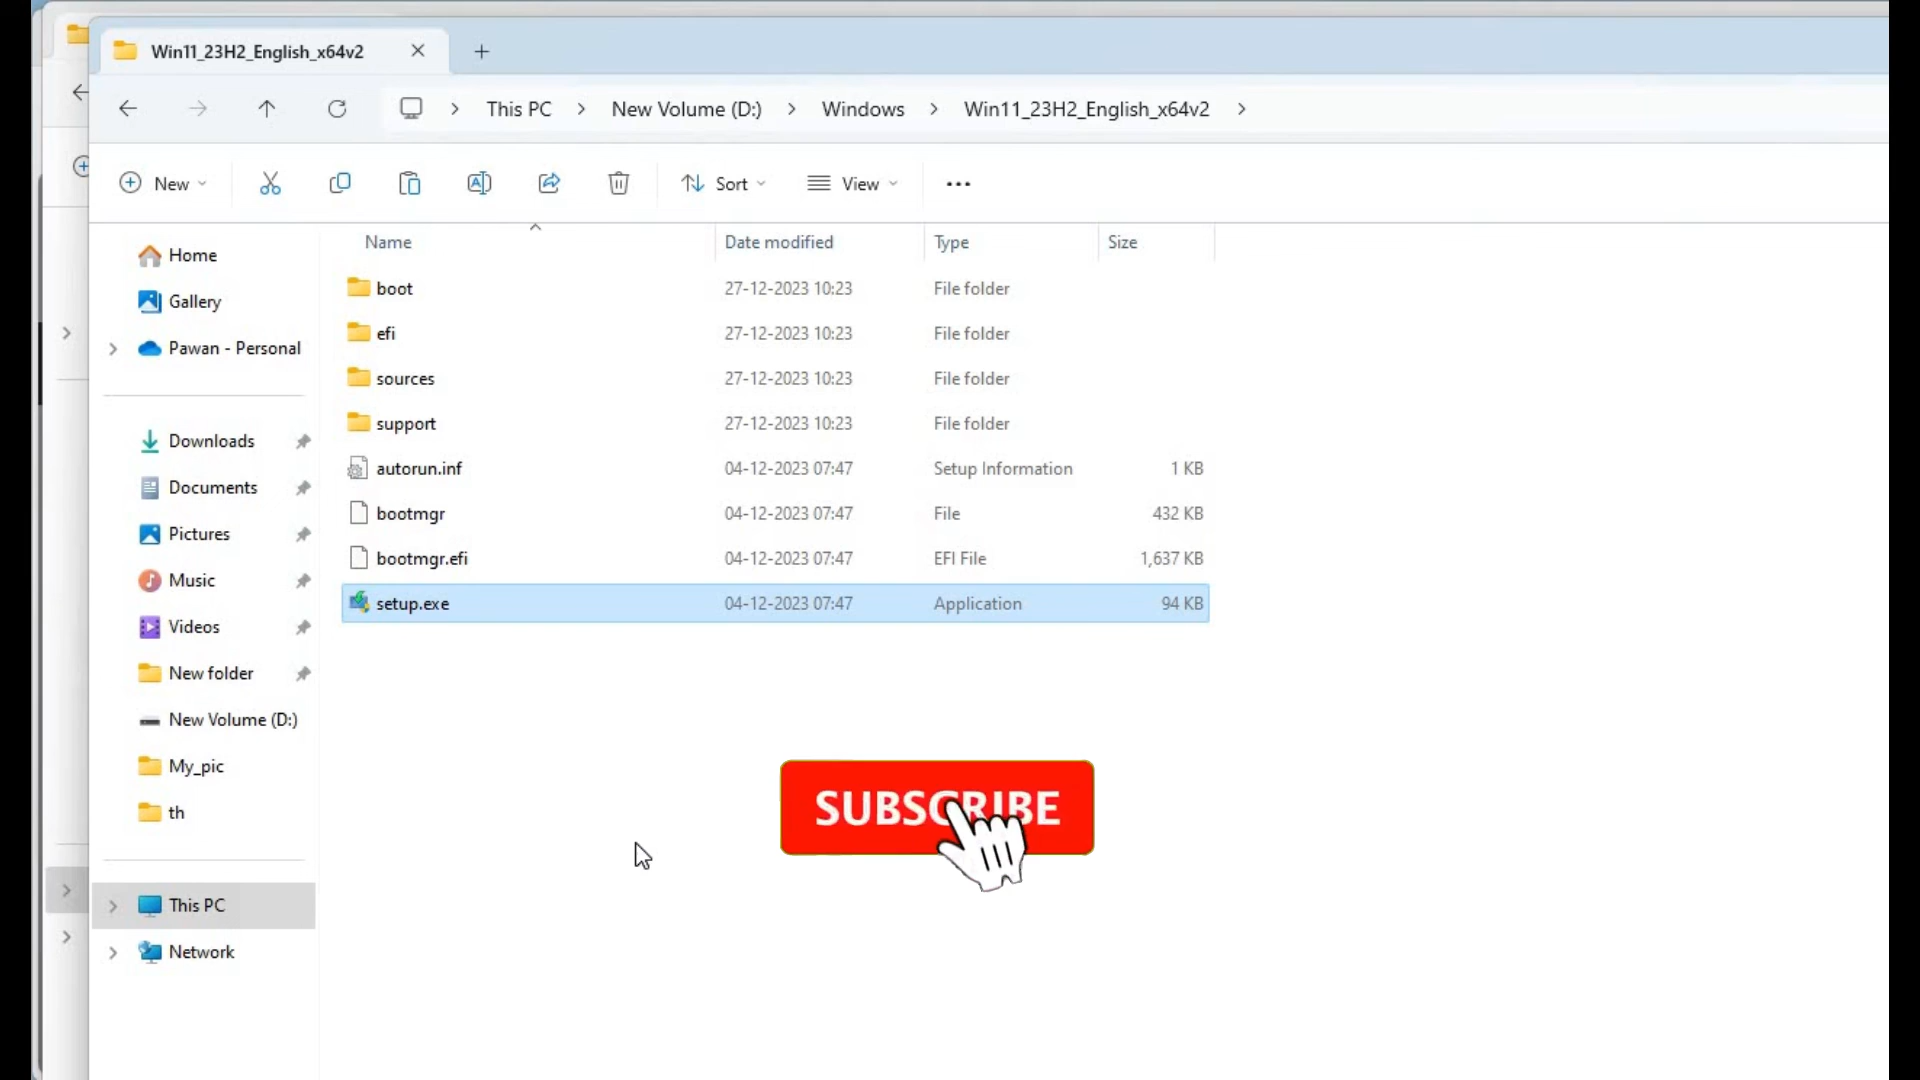 Win11_23H2_English_x64v2
This PC > New Volume (D:) > Windows > Win11_23H2_English_x64v2 >
New Sort View
Name Date modified Type Size
Home
Gallery
Pawan - Personal
Downloads
Documents
Pictures
Music
Videos
New folder
New Volume (D:)
My_pic
th
This PC
Network
boot 27-12-2023 10:23 File folder
efi 27-12-2023 10:23 File folder
sources 27-12-2023 10:23 File folder
support 27-12-2023 10:23 File folder
autorun.inf 04-12-2023 07:47 Setup Information 1 KB
bootmgr 04-12-2023 07:47 File 432 KB
bootmgr.efi 04-12-2023 07:47 EFI File 1,637 KB
setup.exe 04-12-2023 07:47 Application 94 KB
SUBSCRIBE